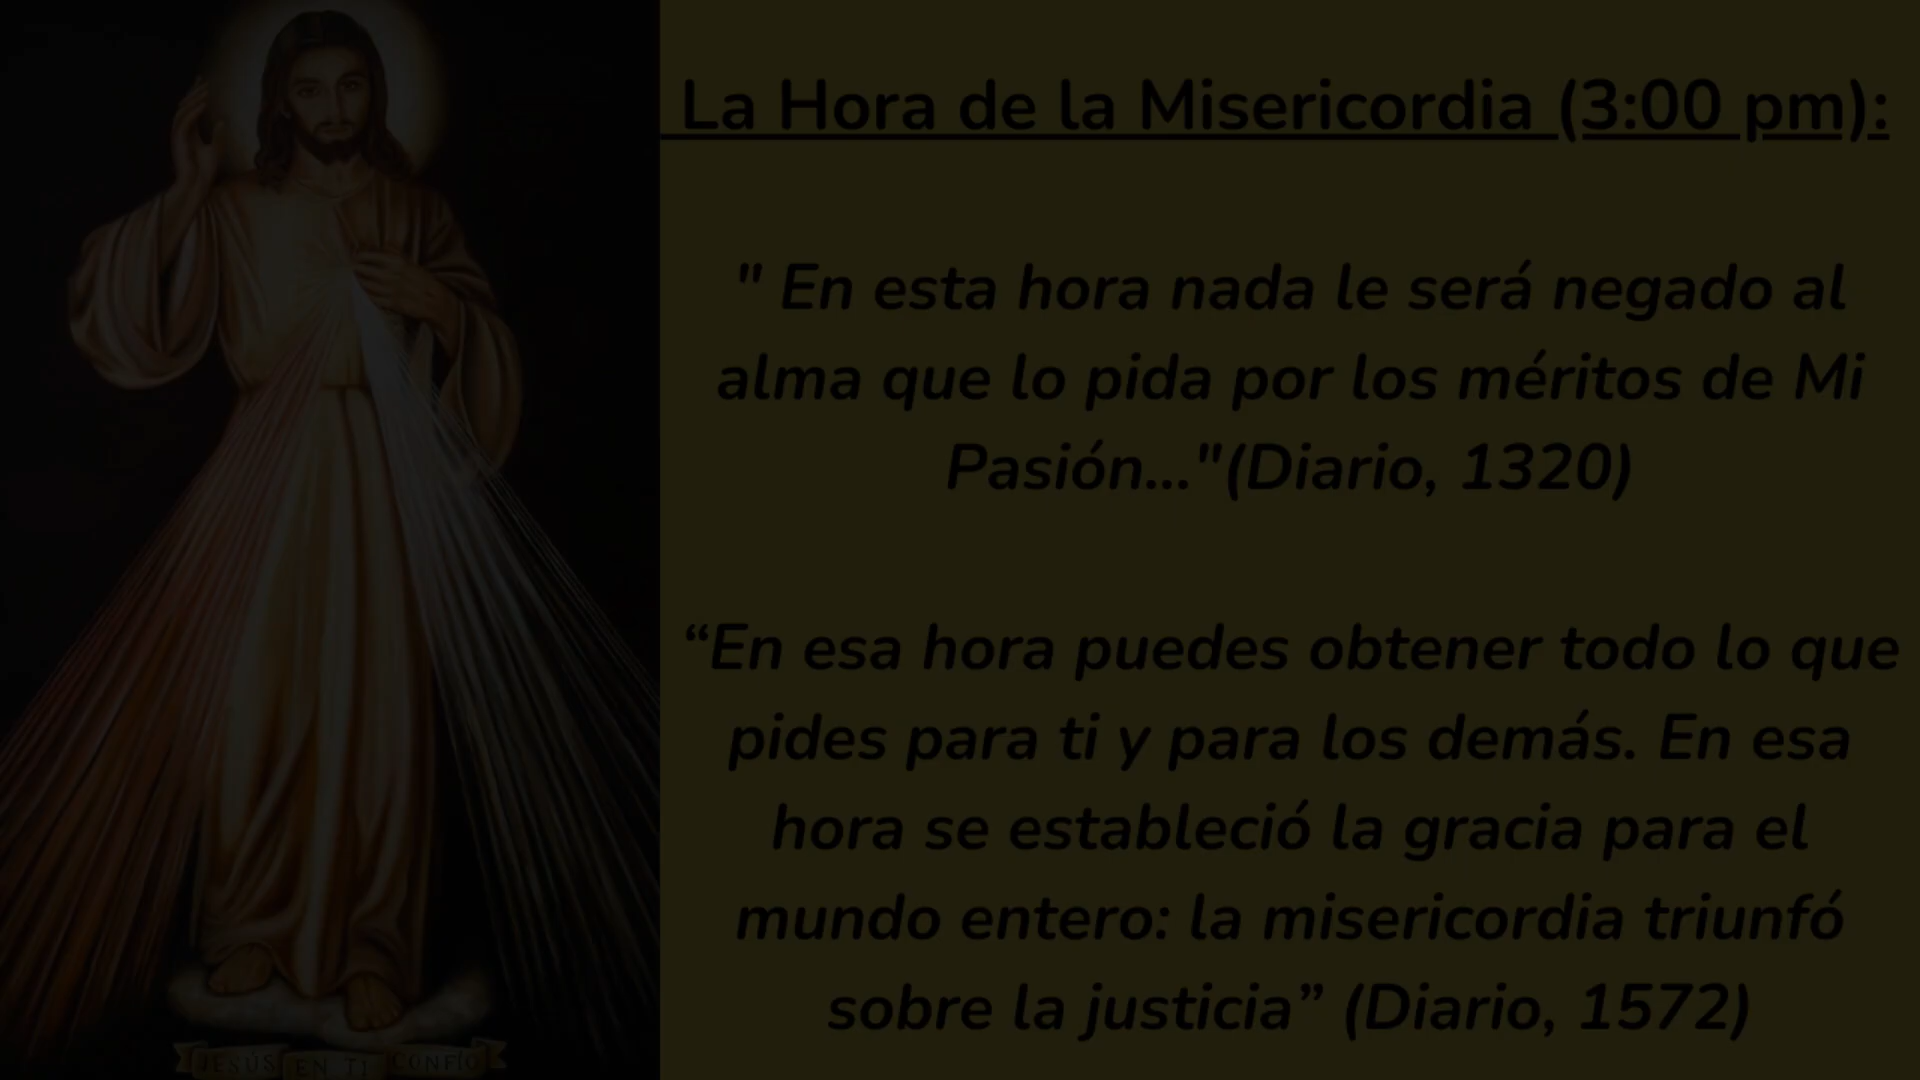 La Hora de la Misericordia (3:00 pm):
" En esta hora nada le será negado al
alma que lo pida por los méritos de Mi
Pasión..."(Diario, 1320)
“En esa hora puedes obtener todo lo que
pides para ti y para los demás. En esa
hora se estableció la gracia para el
mundo entero: la misericordia triunfó
sobre la justicia” (Diario, 1572)
JESÚS EN TI CONFÍO